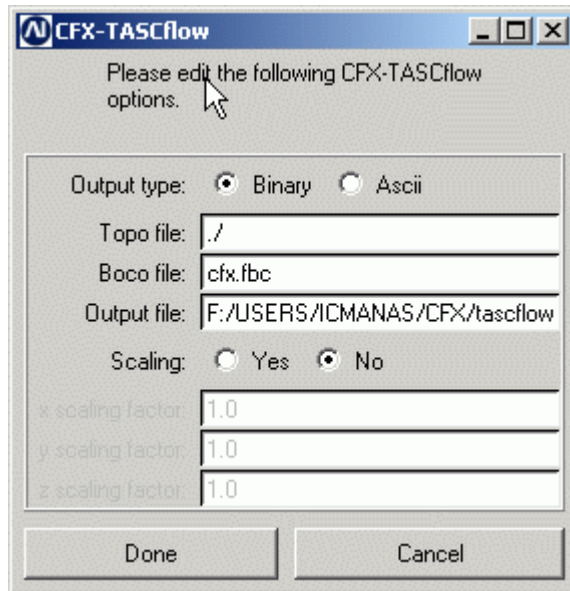 CFX-TASCflow
Please edit the following CFX-TASCflow
options.
Output type: Binary Ascii
Topo file: ./
Boco file: cfx.fbc
Output file: F:/USERS/ICMANAS/CFX/tascflow
Scaling: Yes No
x scaling factor: 1.0
y scaling factor: 1.0
z scaling factor: 1.0
Done Cancel